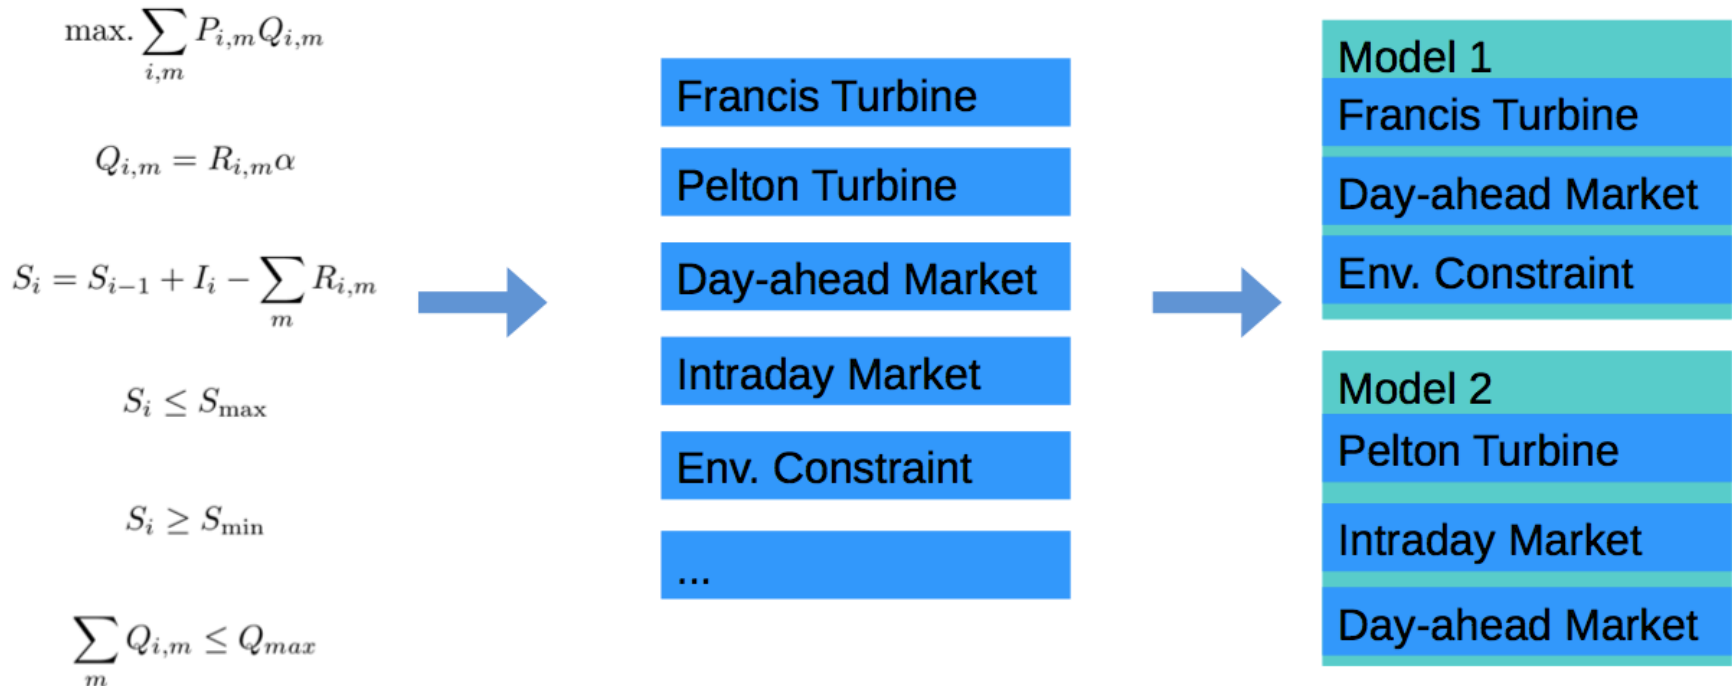 max. ∑_{i,m} P_{i,m}Q_{i,m}
Q_{i,m} = R_{i,m}α
S_i = S_{i−1} + I_i − ∑_m R_{i,m}
S_i ≤ S_max
S_i ≥ S_min
∑_m Q_{i,m} ≤ Q_{max}
Francis Turbine
Pelton Turbine
Day-ahead Market
Intraday Market
Env. Constraint
...
Model 1
Francis Turbine
Day-ahead Market
Env. Constraint
Model 2
Pelton Turbine
Intraday Market
Day-ahead Market